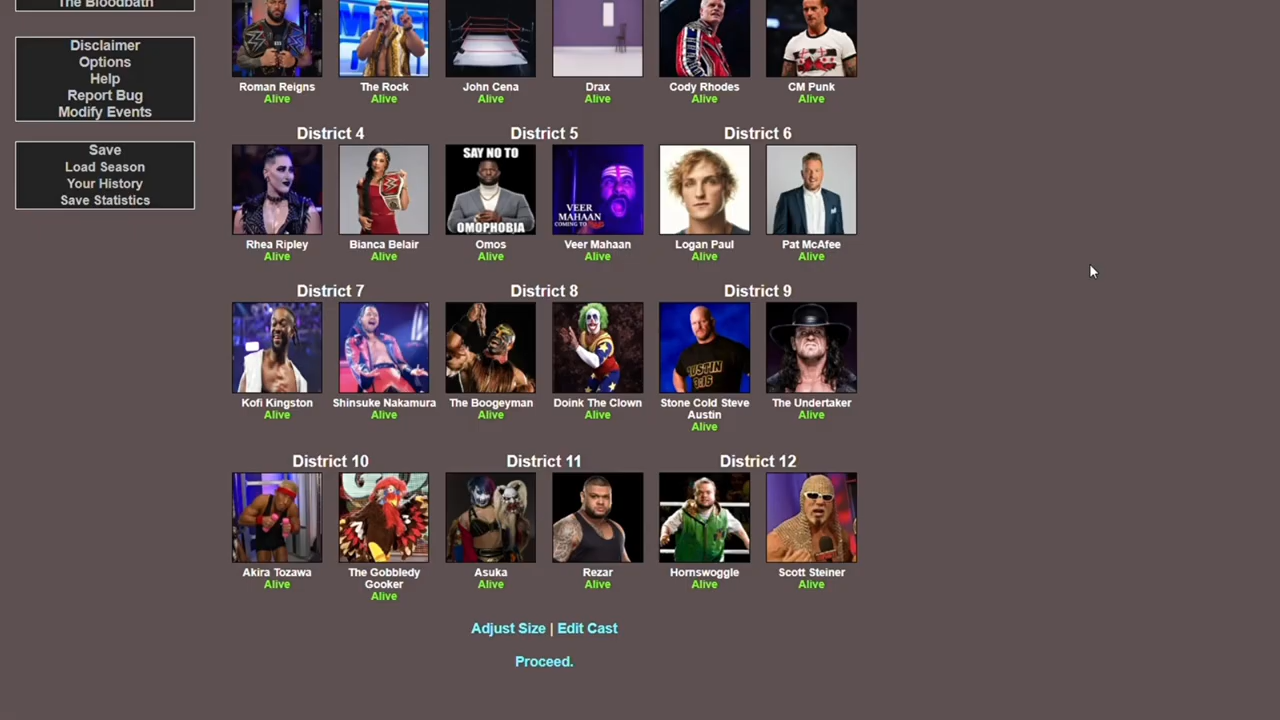 The Bloodbath
Disclaimer
Options
Help
Report Bug
Modify Events
Save
Load Season
Your History
Save Statistics
Roman Reigns The Rock John Cena Drax Cody Rhodes CM Punk
Alive Alive Alive Alive Alive Alive
District 4 District 5 District 6
SAY NO TO
OMOPHOBIA
VEER
MAHAAN
Rhea Ripley Bianca Belair Omos Veer Mahaan Logan Paul Pat McAfee
Alive Alive Alive Alive Alive Alive
District 7 District 8 District 9
AUSTIN
3:16
Kofi Kingston Shinsuke Nakamura The Boogeyman Doink The Clown Stone Cold Steve Austin The Undertaker
Alive Alive Alive Alive Alive Alive
District 10 District 11 District 12
Akira Tozawa The Gobbledy Gooker Asuka Rezar Hornswoggle Scott Steiner
Alive Alive Alive Alive Alive Alive
Adjust Size | Edit Cast
Proceed.